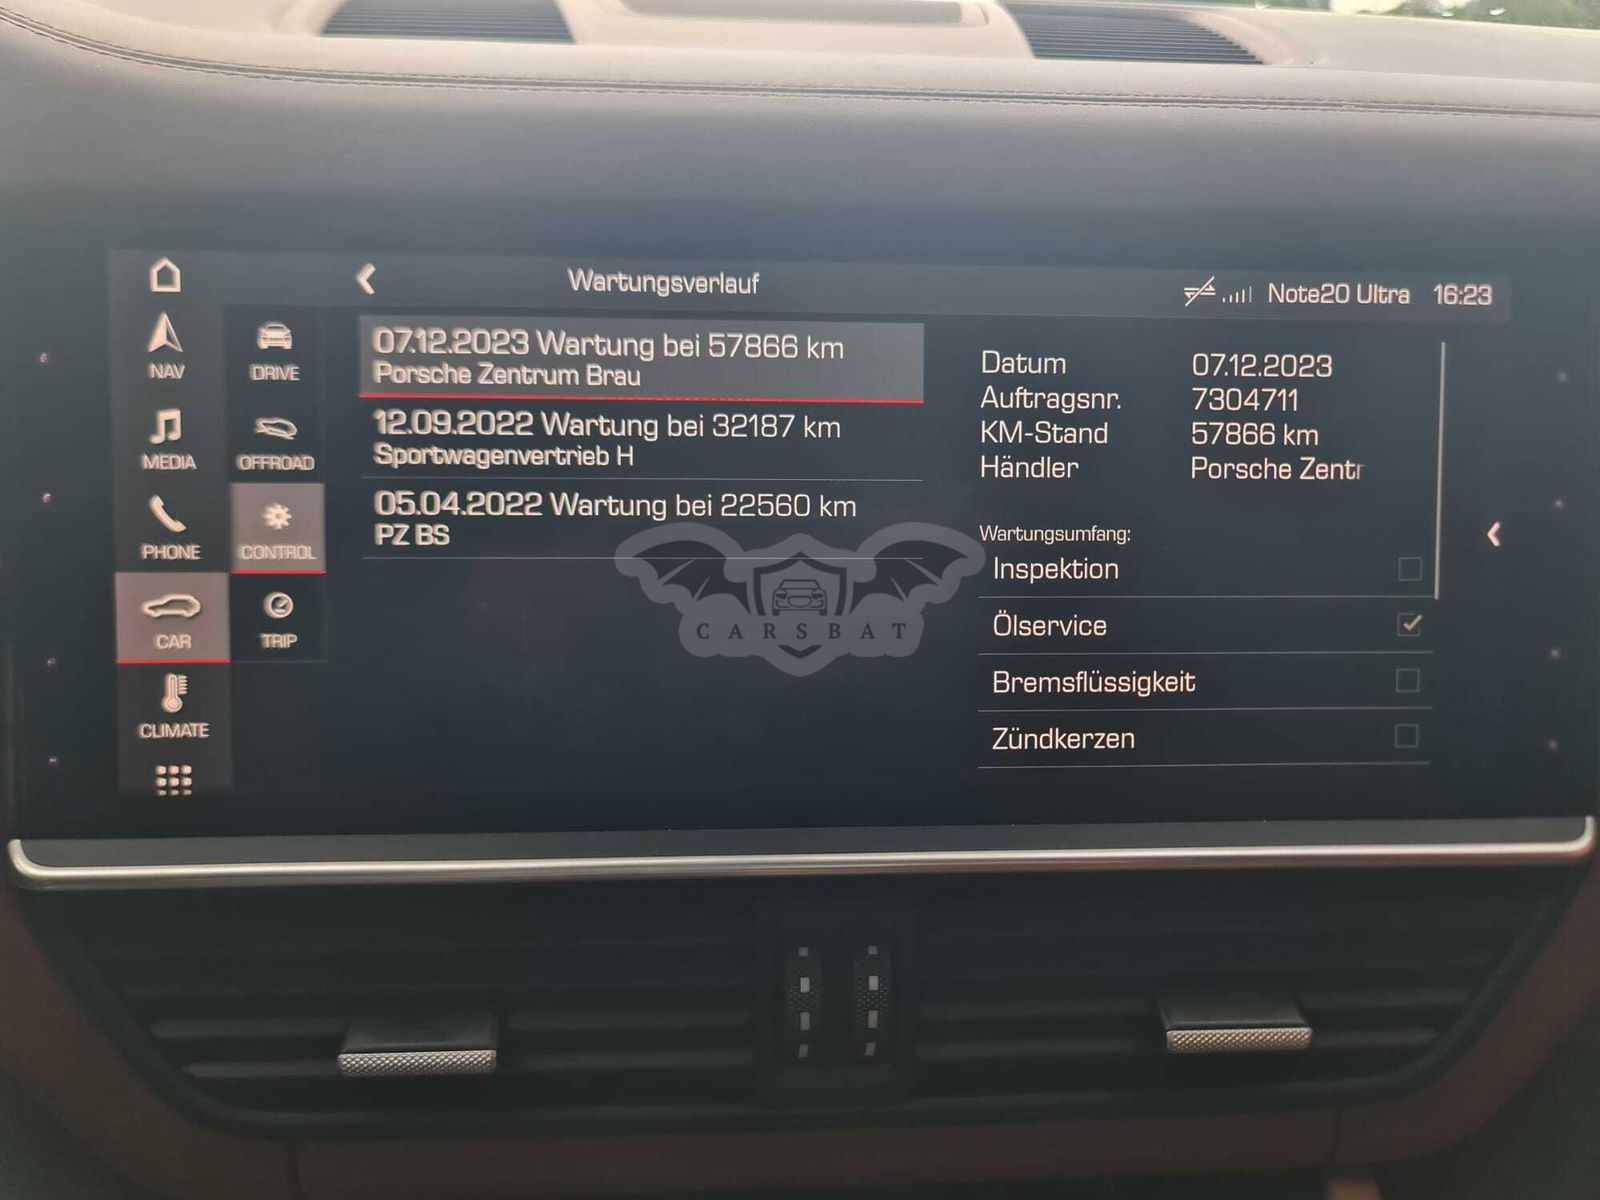 Wartungsverlauf
Note20 Ultra 16:23
NAV
MEDIA
PHONE
CAR
CLIMATE
DRIVE
OFFROAD
CONTROL
TRIP
07.12.2023 Wartung bei 57866 km
Porsche Zentrum Brau
12.09.2022 Wartung bei 32187 km
Sportwagenvertrieb H
05.04.2022 Wartung bei 22560 km
PZ BS
Datum 07.12.2023
Auftragsnr. 7304711
KM-Stand 57866 km
Händler Porsche Zentr
Wartungsumfang:
Inspektion
Ölservice
Bremsflüssigkeit
Zündkerzen
CARSBAT